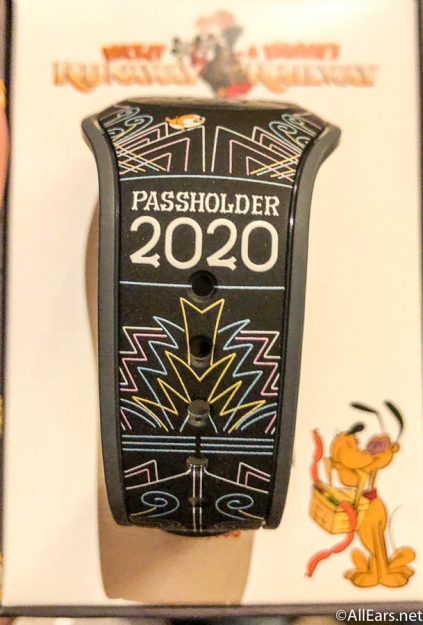 MICKEY & MINNIE'S
RUNAWAY RAILWAY
PASSHOLDER
2020
©AllEars.net